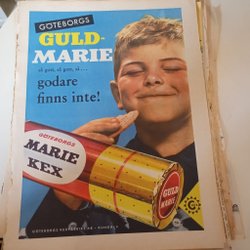 GÖTEBORGS
GULD-
MARIE
så gott, så gott, så...
godare
finns inte!
GÖTEBORGS
MARIE
KEX
GULD
MARIE
G